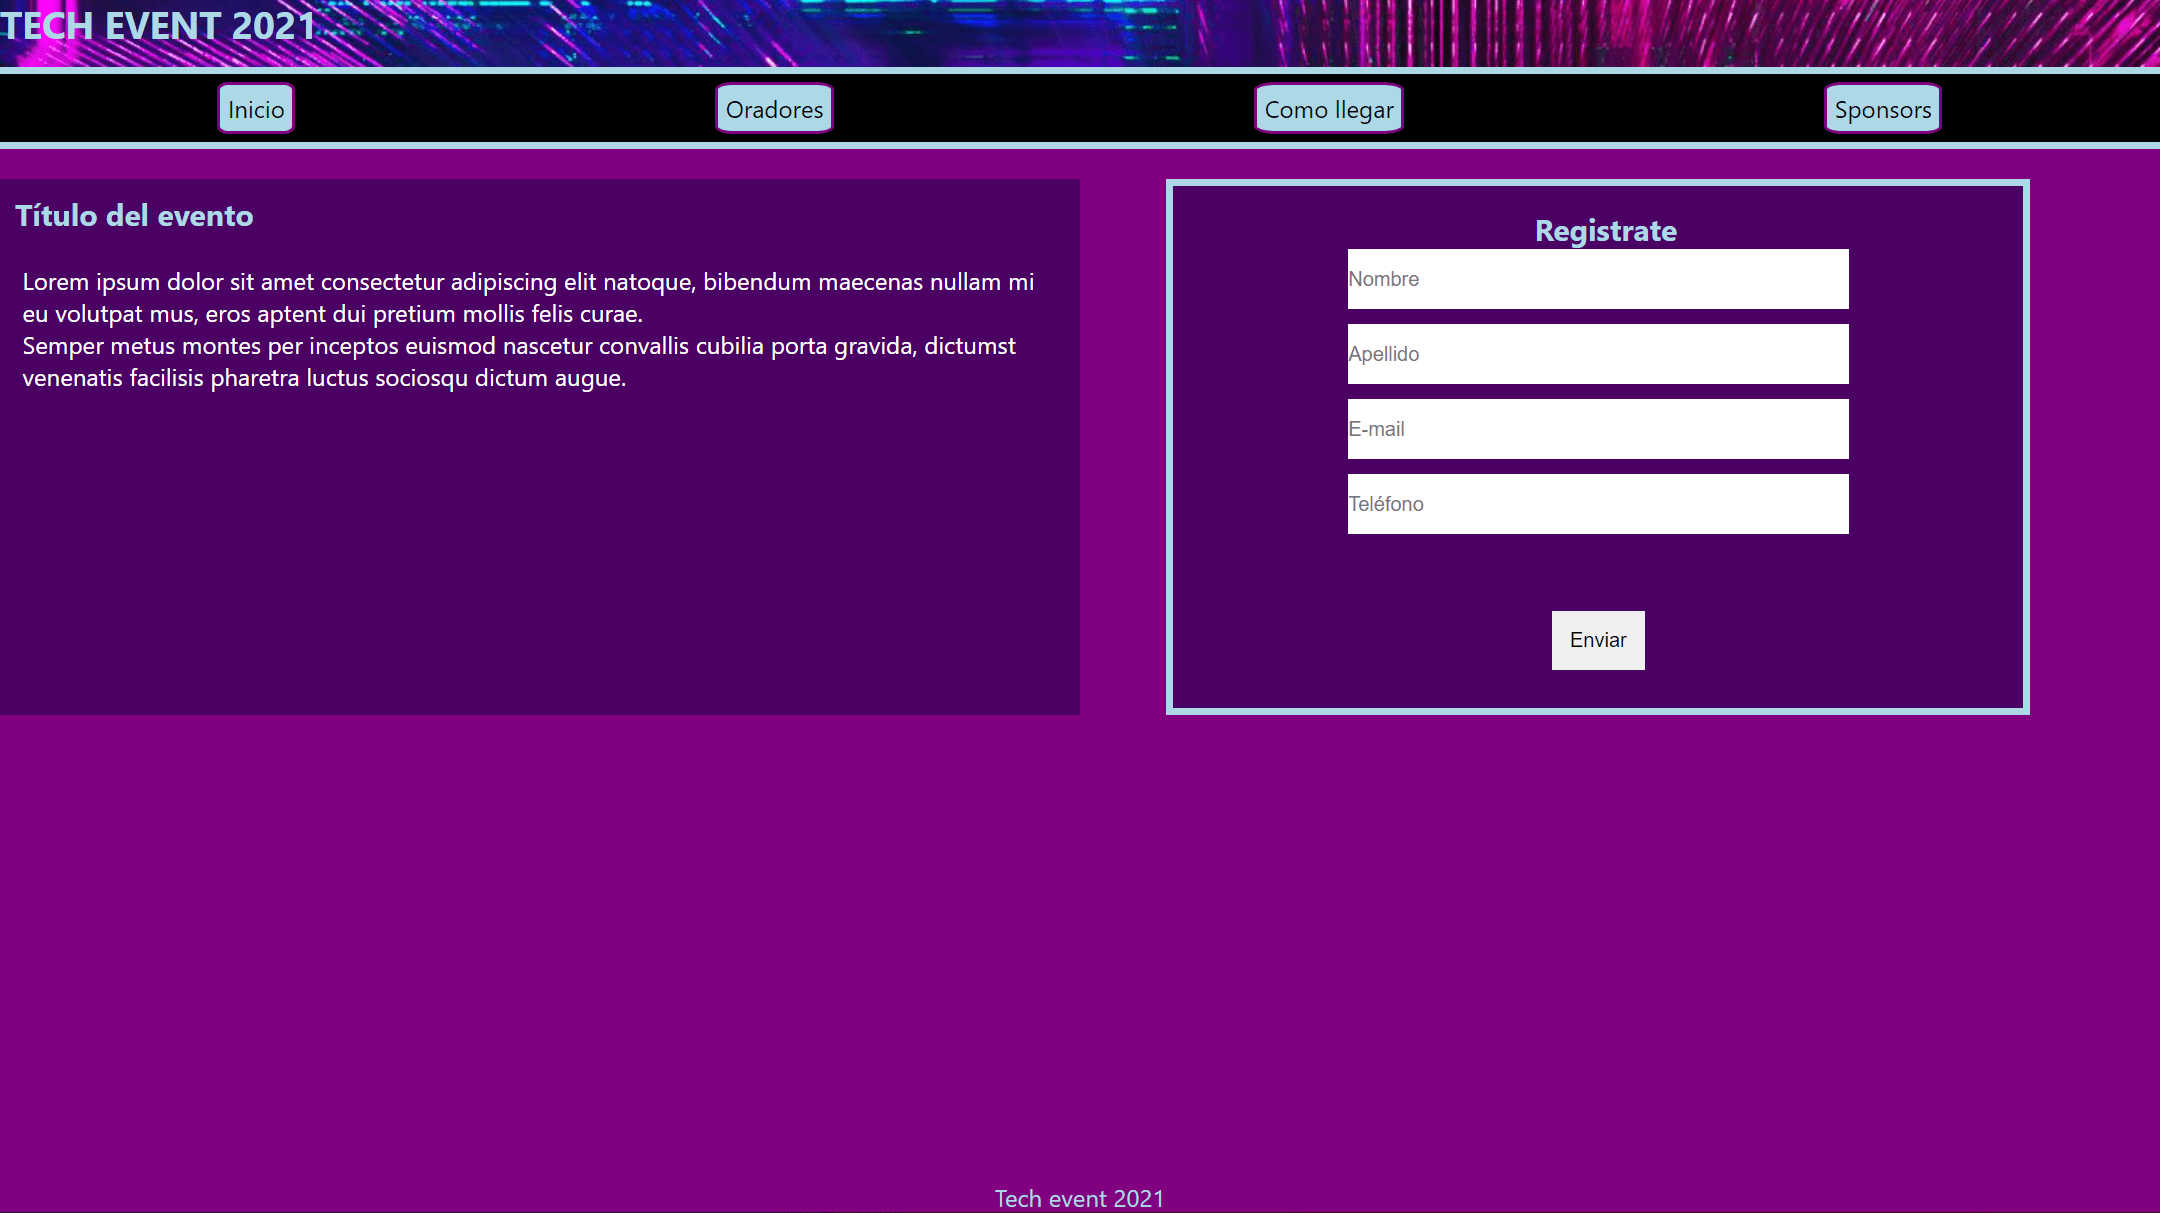 TECH EVENT 2021
Inicio
Oradores
Como llegar
Sponsors
Título del evento
Lorem ipsum dolor sit amet consectetur adipiscing elit natoque, bibendum maecenas nullam mi
eu volutpat mus, eros aptent dui pretium mollis felis curae.
Semper metus montes per inceptos euismod nascetur convallis cubilia porta gravida, dictumst
venenatis facilisis pharetra luctus sociosqu dictum augue.
Registrate
Nombre
Apellido
E-mail
Teléfono
Enviar
Tech event 2021